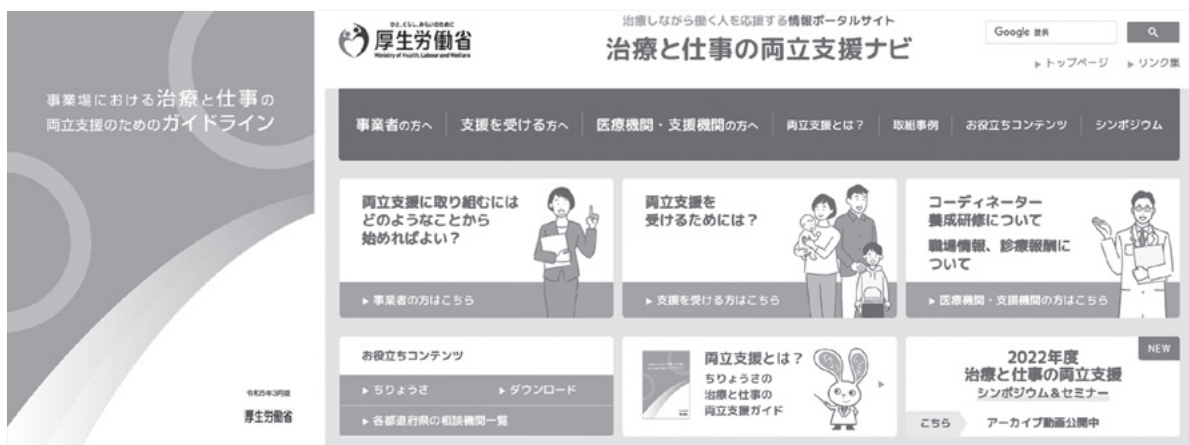 事業場における治療と仕事の
両立支援のためのガイドライン
令和5年3月版
厚生労働省
ひと、くらし、みらいのために
厚生労働省
Ministry of Health, Labour and Welfare
治療しながら働く人を応援する情報ポータルサイト
治療と仕事の両立支援ナビ
Google 提供
▶トップページ ▶リンク集
事業者の方へ 支援を受ける方へ 医療機関・支援機関の方へ 両立支援とは？ 取組事例 お役立ちコンテンツ シンポジウム
両立支援に取り組むには
どのようなことから
始めればよい？
▶事業者の方はこちら
両立支援を
受けるためには？
▶支援を受ける方はこちら
コーディネーター
養成研修について
職場情報、診療報酬に
ついて
▶医療機関・支援機関の方はこちら
お役立ちコンテンツ
▶ちりょうさ ▶ダウンロード
▶各都道府県の相談機関一覧
両立支援とは？
ちりょうさの
治療と仕事の
両立支援ガイド
NEW
2022年度
治療と仕事の両立支援
シンポジウム＆セミナー
こちら アーカイブ動画公開中